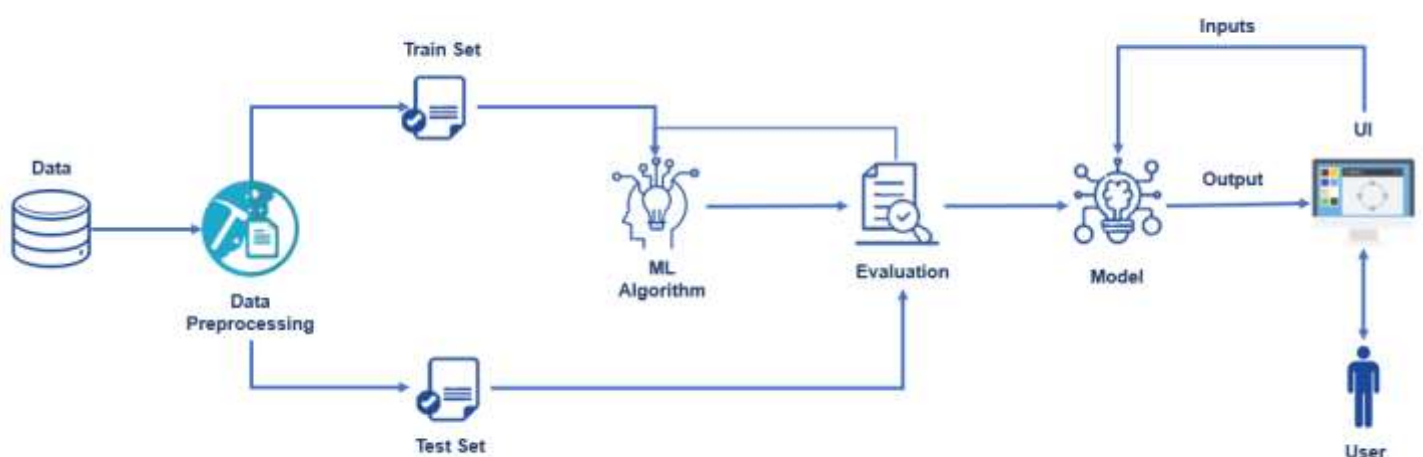 Inputs
Train Set
UI
Data
Output
ML
Algorithm
Evaluation
Model
Data
Preprocessing
Test Set
User